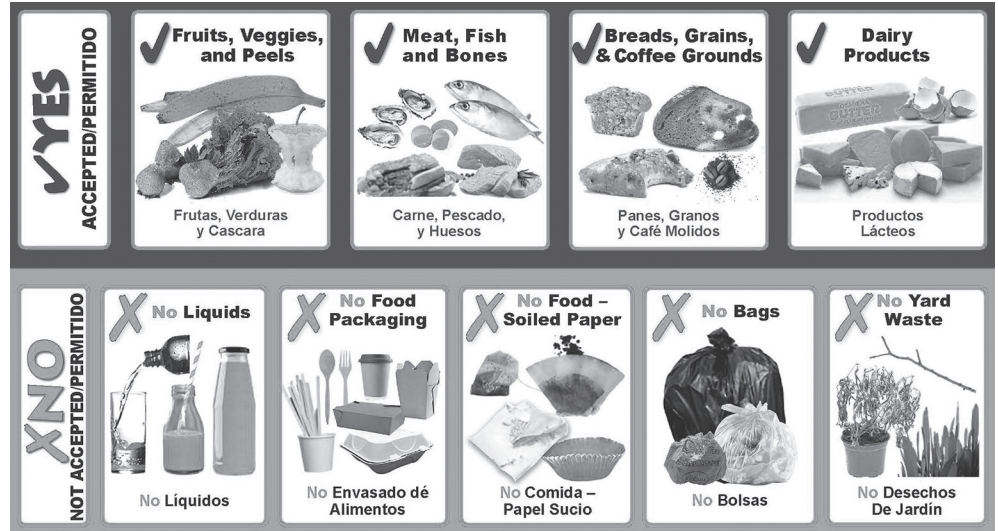 ✓YES
ACCEPTED/PERMITIDO
Fruits, Veggies,
and Peels
Frutas, Verduras
y Cascara
Meat, Fish
and Bones
Carne, Pescado,
y Huesos
Breads, Grains,
& Coffee Grounds
Panes, Granos
y Café Molidos
Dairy
Products
BUTTER
BUTTER
Productos
Lácteos
XNO
NOT ACCEPTED/PERMITIDO
No Liquids
No Líquidos
No Food
Packaging
No Envasado dé
Alimentos
No Food –
Soiled Paper
No Comida –
Papel Sucio
No Bags
No Bolsas
No Yard
Waste
No Desechos
De Jardín